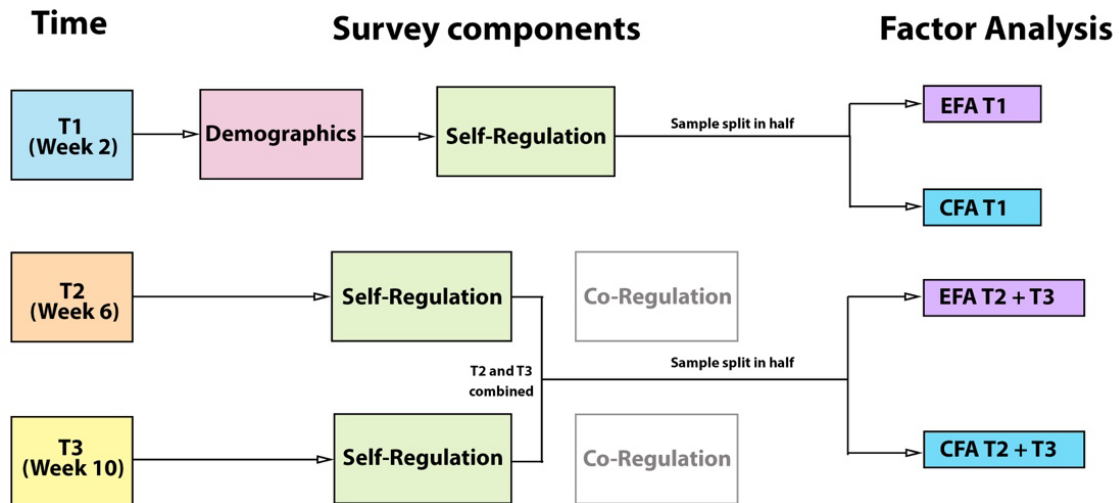 Time
Survey components
Factor Analysis
T1
(Week 2)
Demographics
Self-Regulation
Sample split in half
EFA T1
CFA T1
T2
(Week 6)
Self-Regulation
Co-Regulation
EFA T2 + T3
T2 and T3
combined
Sample split in half
T3
(Week 10)
Self-Regulation
Co-Regulation
CFA T2 + T3